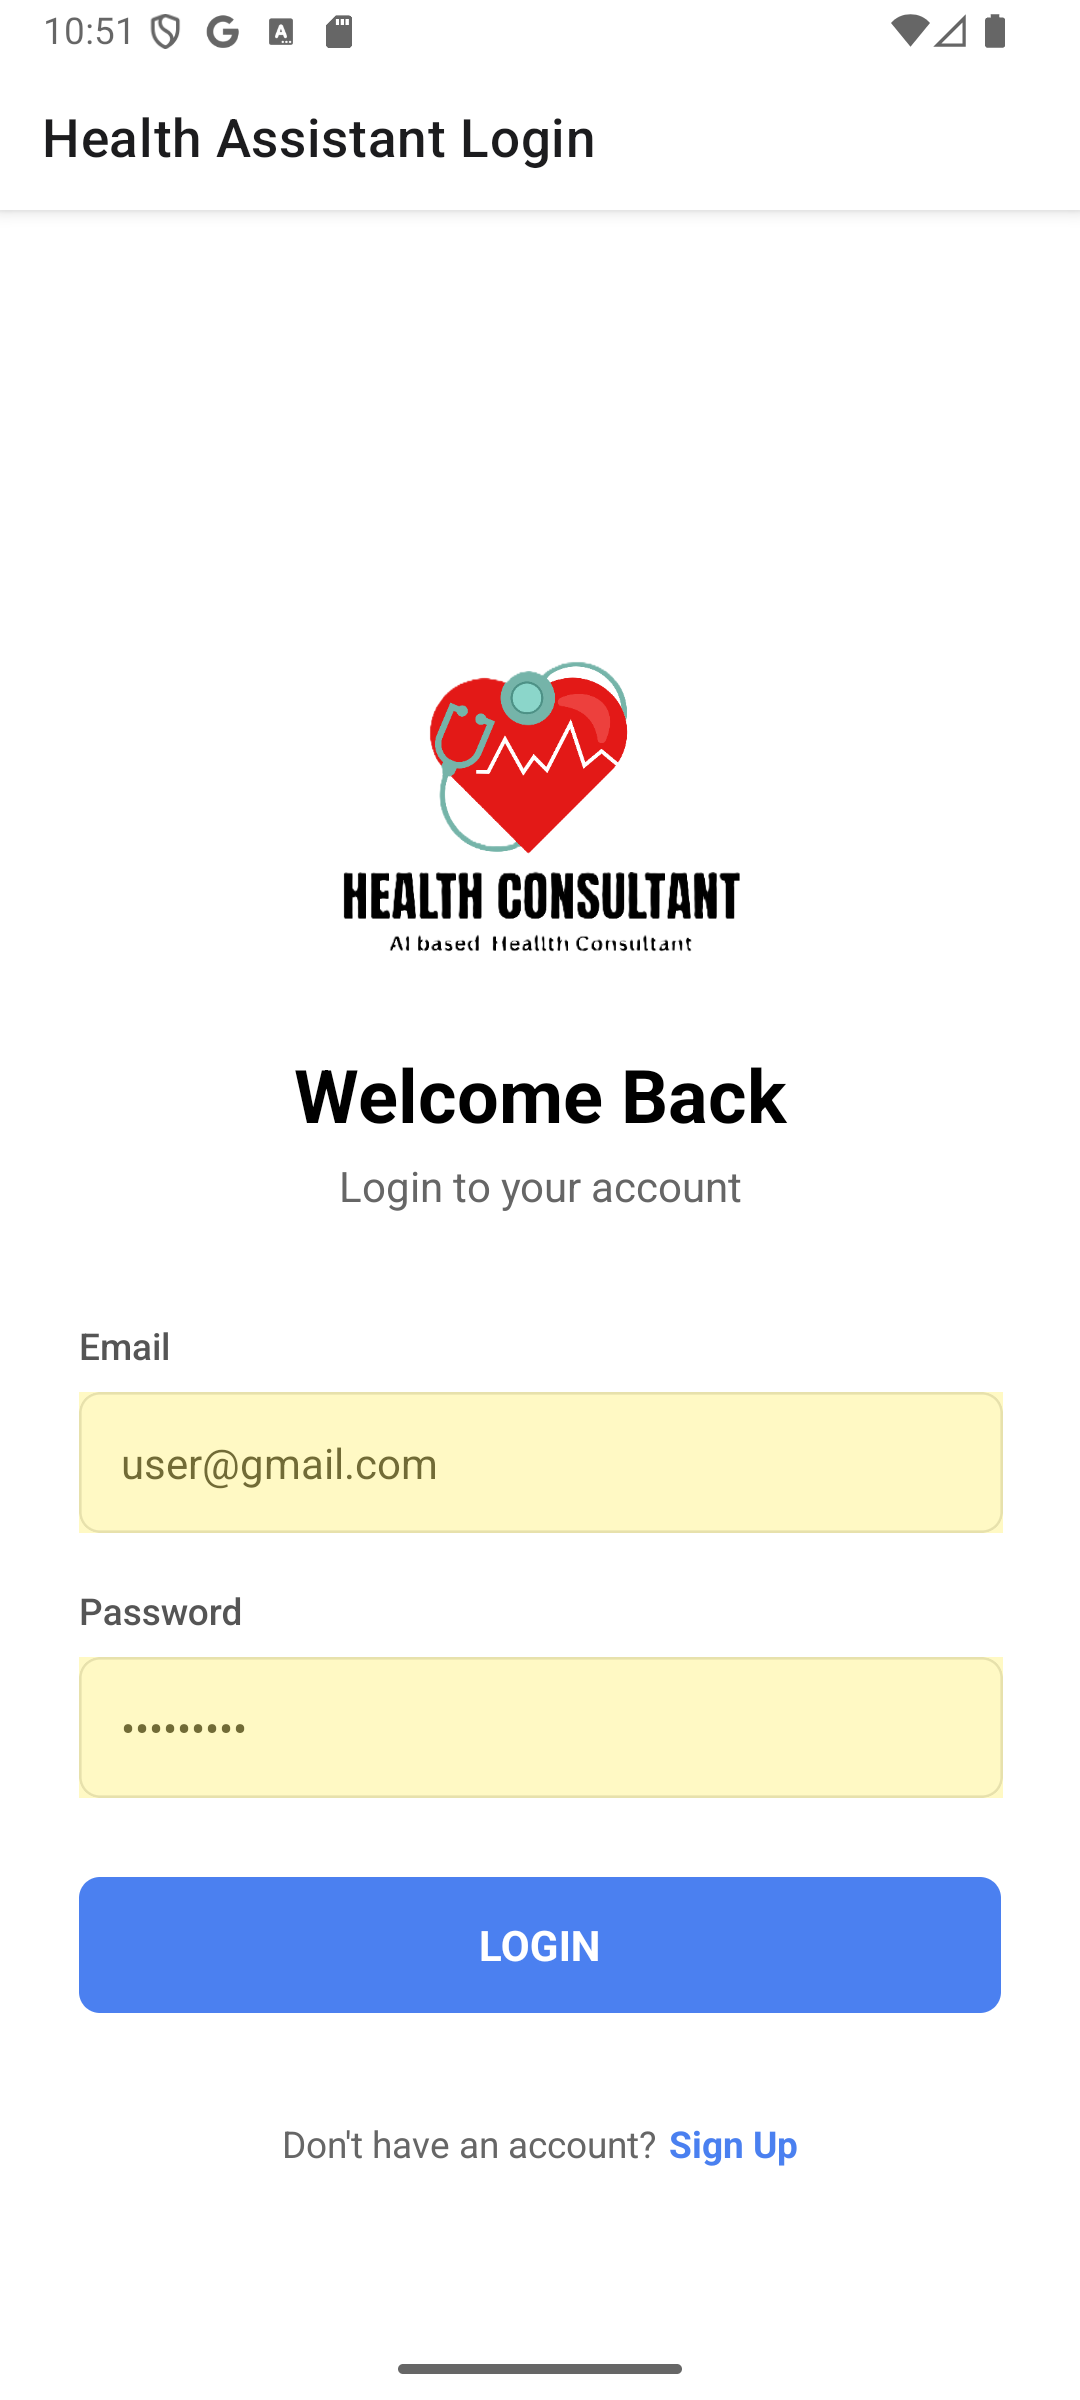 10:51
Health Assistant Login
HEALTH CONSULTANT
AI based Heallth Consultant
Welcome Back
Login to your account
Email
user@gmail.com
Password
•••••••••
LOGIN
Don't have an account? Sign Up